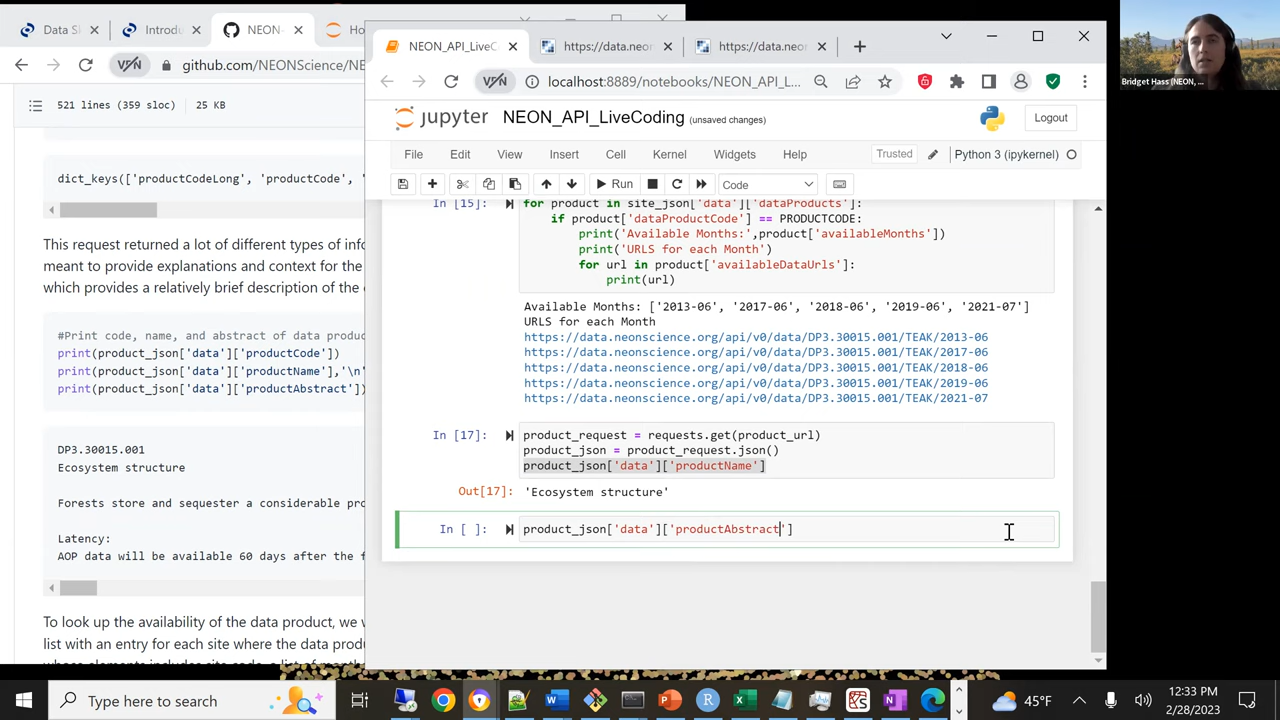 Data Sk
Introdu
NEON-
Ho
github.com/NEONScience/NE
521 lines (359 sloc)
25 KB
dict_keys(['productCodeLong', 'productCode', '
This request returned a lot of different types of info
meant to provide explanations and context for the
which provides a relatively brief description of the
#Print code, name, and abstract of data produc
print(product_json['data']['productCode'])
print(product_json['data']['productName'],'\n'
print(product_json['data']['productAbstract'])
DP3.30015.001
Ecosystem structure
Forests store and sequester a considerable pro
Latency:
AOP data will be available 60 days after the f
To look up the availability of the data product, we w
list with an entry for each site where the data produ
NEON_API_LiveC
https://data.neon
https://data.neon
localhost:8889/notebooks/NEON_API_L...
jupyter
NEON_API_LiveCoding (unsaved changes)
Logout
File Edit View Insert Cell Kernel Widgets Help
Trusted
Python 3 (ipykernel)
Run
Code
In [15]:
for product in site_json['data']['dataProducts']:
if product['dataProductCode'] == PRODUCTCODE:
print('Available Months:',product['availableMonths'])
print('URLS for each Month')
for url in product['availableDataUrls']:
print(url)
Available Months: ['2013-06', '2017-06', '2018-06', '2019-06', '2021-07']
URLS for each Month
https://data.neonscience.org/api/v0/data/DP3.30015.001/TEAK/2013-06
https://data.neonscience.org/api/v0/data/DP3.30015.001/TEAK/2017-06
https://data.neonscience.org/api/v0/data/DP3.30015.001/TEAK/2018-06
https://data.neonscience.org/api/v0/data/DP3.30015.001/TEAK/2019-06
https://data.neonscience.org/api/v0/data/DP3.30015.001/TEAK/2021-07
In [17]:
product_request = requests.get(product_url)
product_json = product_request.json()
product_json['data']['productName']
Out[17]: 'Ecosystem structure'
In [ ]:
product_json['data']['productAbstract']
Bridget Hass (NEON, ...
Type here to search
45°F
12:33 PM
2/28/2023